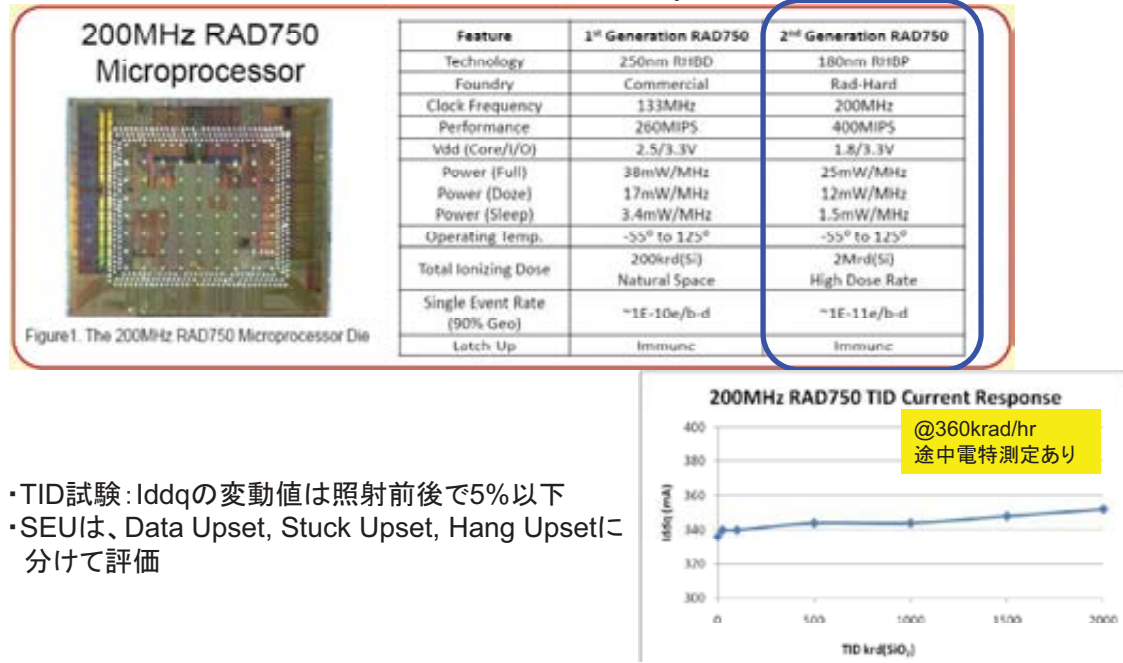 200MHz RAD750
Microprocessor
Figure1. The 200MHz RAD750 Microprocessor Die
Feature 1st Generation RAD750 2nd Generation RAD750
Technology 250nm RHBD 180nm RHBP
Foundry Commercial Rad-Hard
Clock Frequency 133MHz 200MHz
Performance 260MIPS 400MIPS
Vdd (Core/I/O) 2.5/3.3V 1.8/3.3V
Power (Full) 38mW/MHz 25mW/MHz
Power (Doze) 17mW/MHz 12mW/MHz
Power (Sleep) 3.4mW/MHz 1.5mW/MHz
Operating Temp. -55° to 125° -55° to 125°
Total Ionizing Dose 200krd(Si) 2Mrd(Si)
Natural Space High Dose Rate
Single Event Rate
(90% Geo) ~1E-10e/b-d ~1E-11e/b-d
Latch Up Immune Immune
・TID試験：Iddqの変動値は照射前後で5%以下
・SEUは、Data Upset, Stuck Upset, Hang Upsetに
分けて評価
200MHz RAD750 TID Current Response
@360krad/hr
途中電特測定あり
Iddq (mA)
400
380
360
340
320
300
0 500 1000 1500 2000
TID krd(SiO₂)